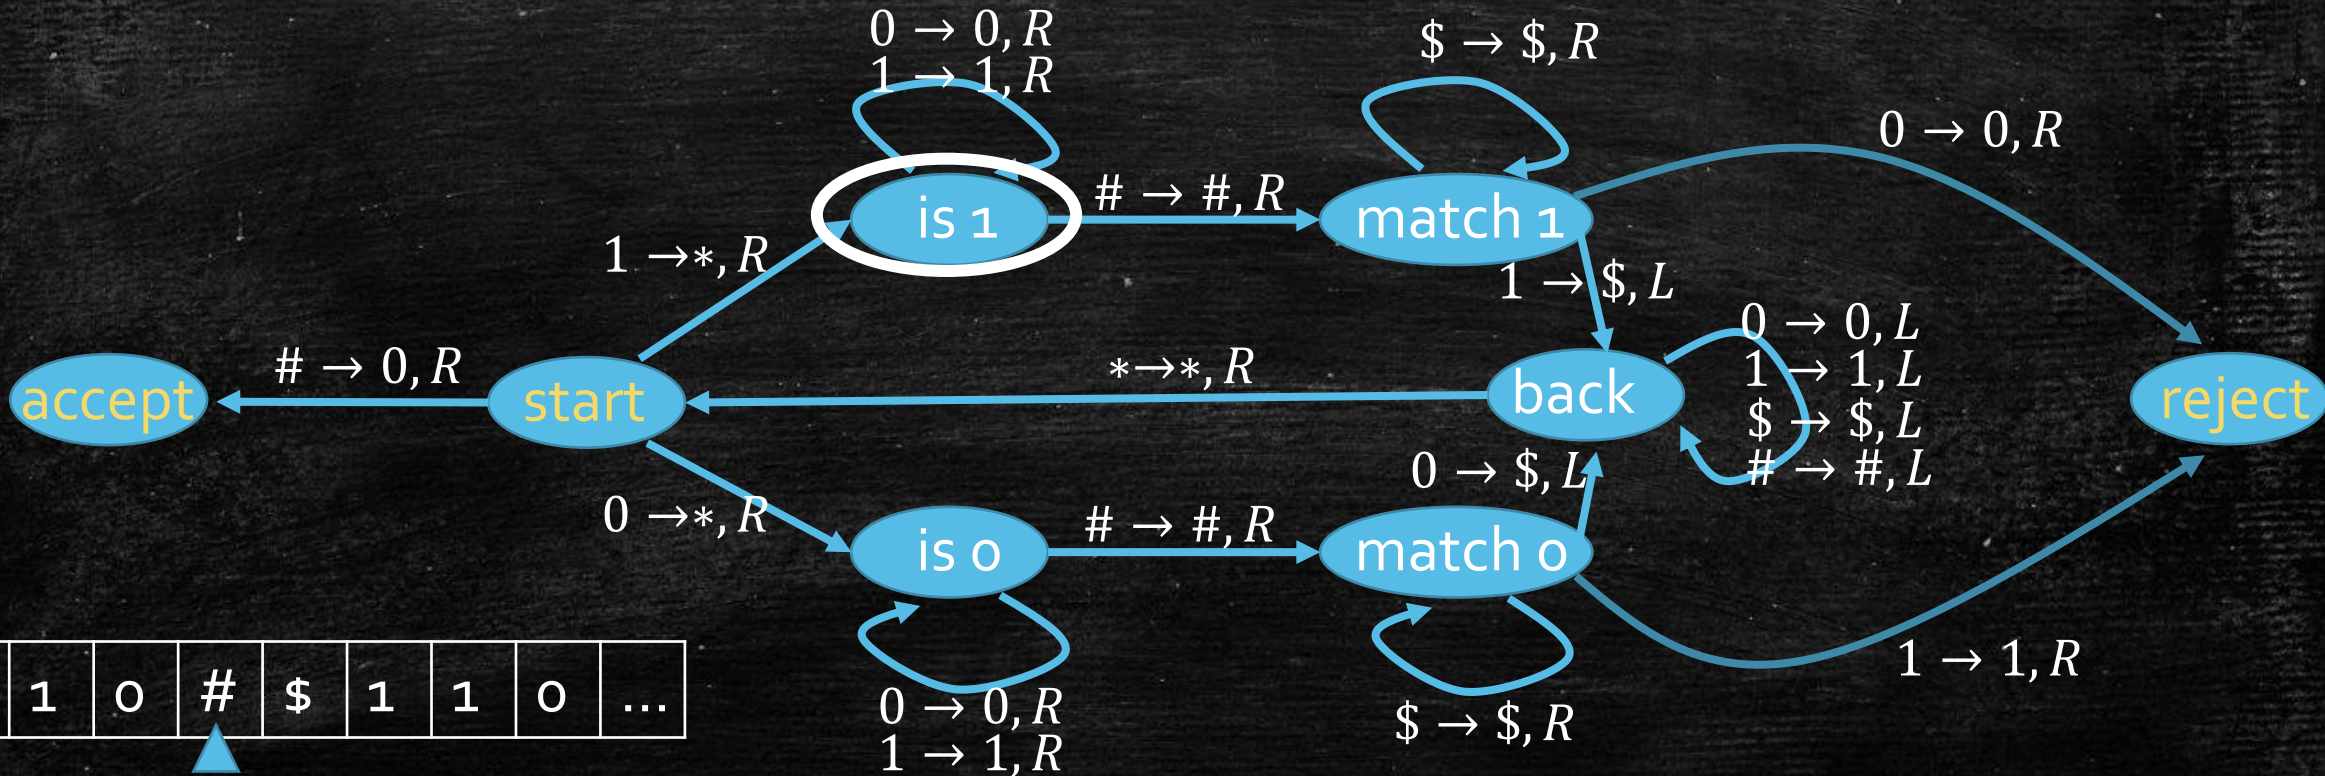 0 → 0, R
1 → 1, R
$ → $, R
0 → 0, R
is 1
# → #, R
match 1
1 →*, R
1 → $, L
0 → 0, L
1 → 1, L
$ → $, L
# → #, L
accept
# → 0, R
start
*→*, R
back
reject
0 → $, L
0 →*, R
is 0
# → #, R
match 0
1 → 1, R
1 0 # $ 1 1 0 ...
0 → 0, R
1 → 1, R
$ → $, R